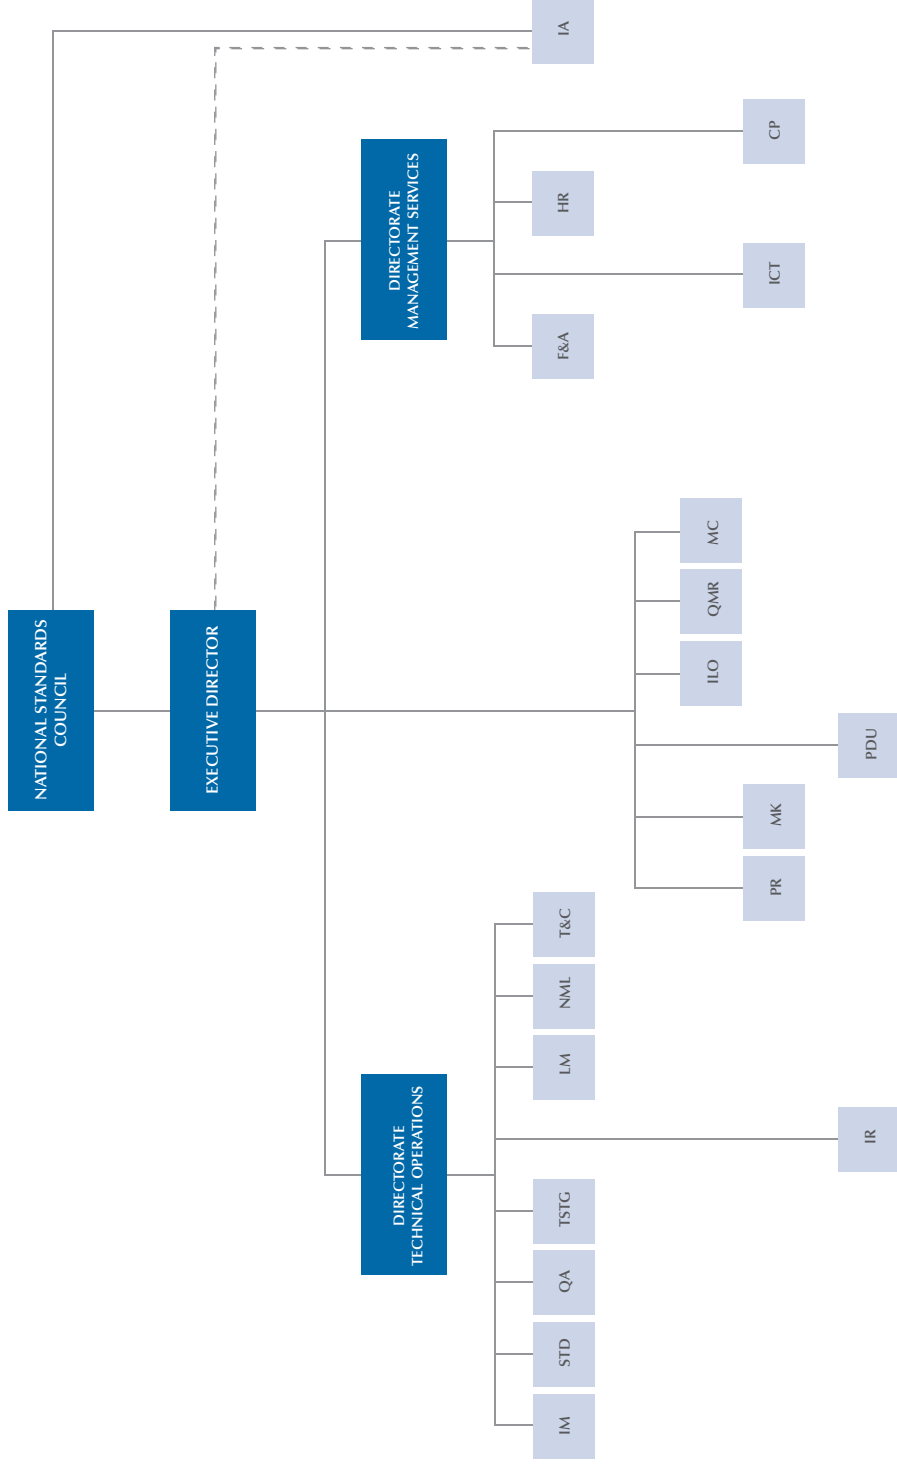 NATIONAL STANDARDS
COUNCIL
EXECUTIVE DIRECTOR
DIRECTORATE
TECHNICAL OPERATIONS
DIRECTORATE
MANAGEMENT SERVICES
IM
STD
QA
TSTG
IR
LM
NML
T&C
PR
MK
PDU
ILO
QMR
MC
F&A
ICT
HR
CP
IA